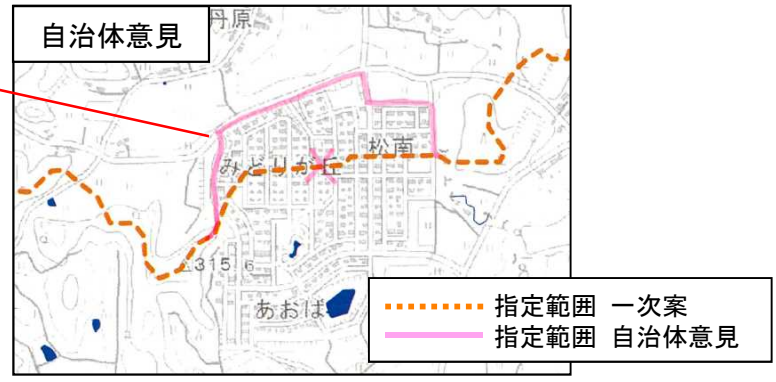 自治体意見
丹原
松南
みどりが丘
315.6
あおば
指定範囲 一次案
指定範囲 自治体意見